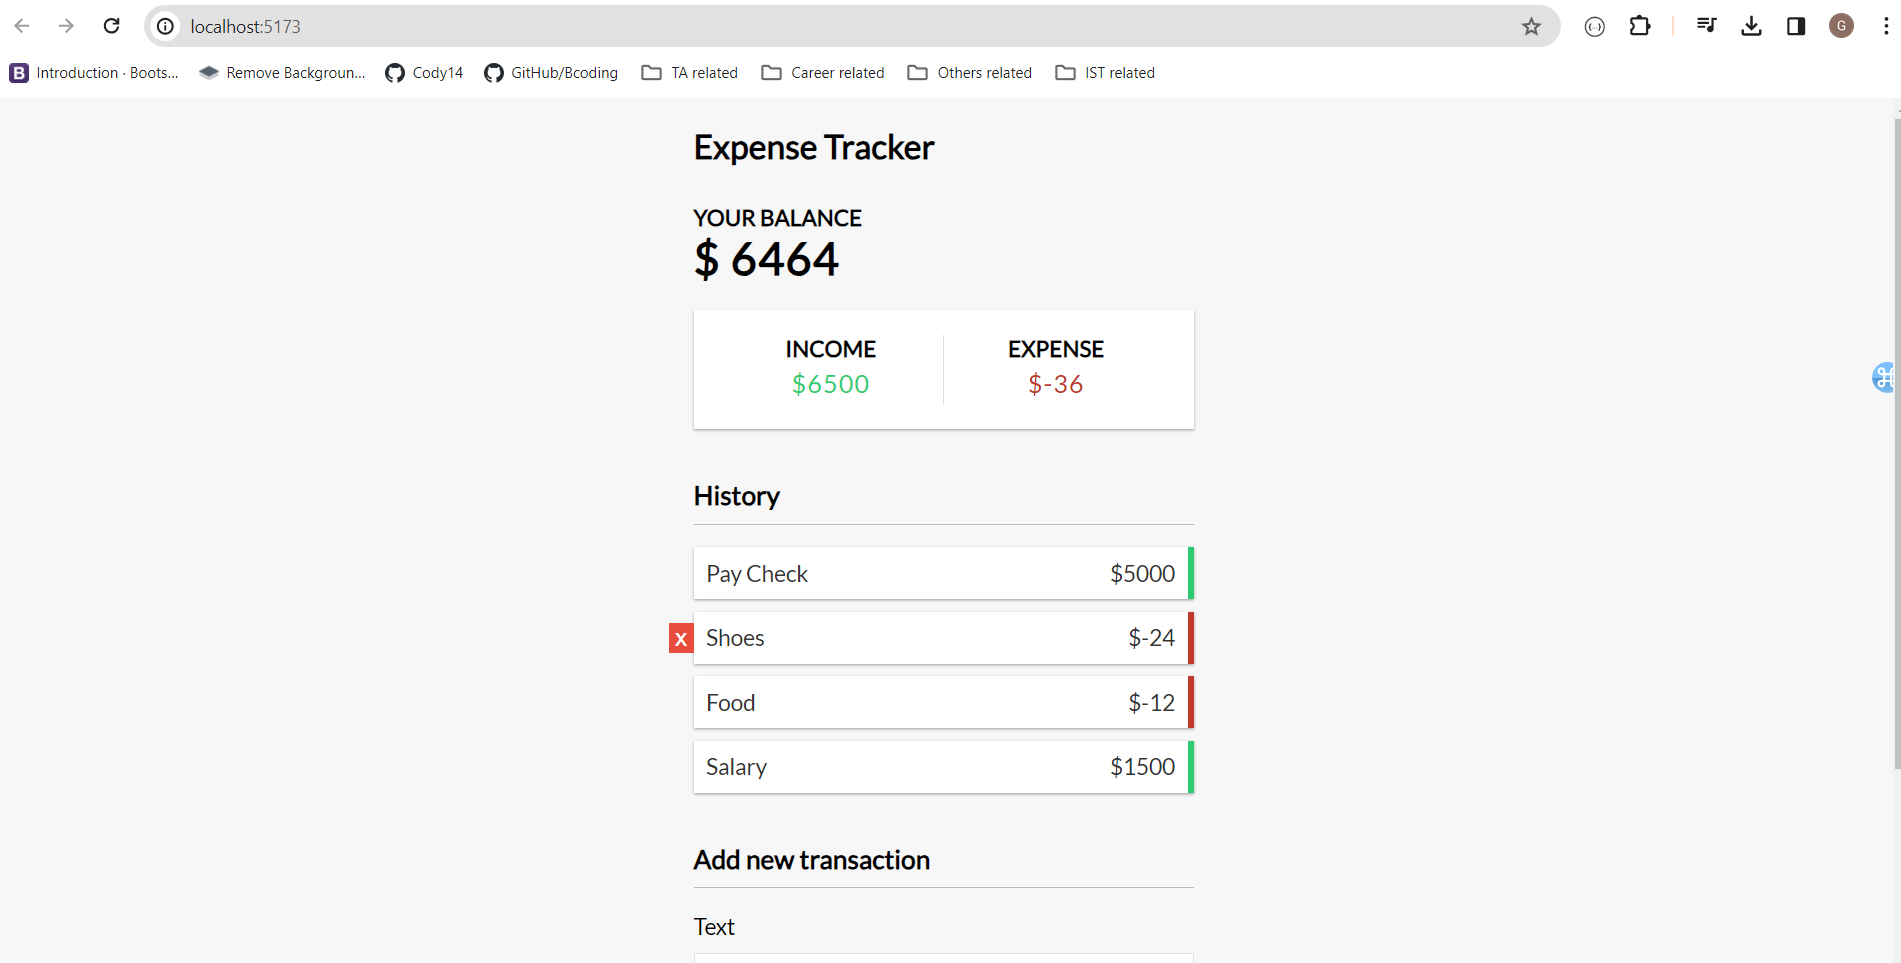 localhost:5173
G
B Introduction · Boots... Remove Backgroun... Cody14 GitHub/Bcoding TA related Career related Others related IST related
Expense Tracker
YOUR BALANCE
$ 6464
INCOME EXPENSE
$6500 $-36
History
Pay Check $5000
X Shoes $-24
Food $-12
Salary $1500
Add new transaction
Text